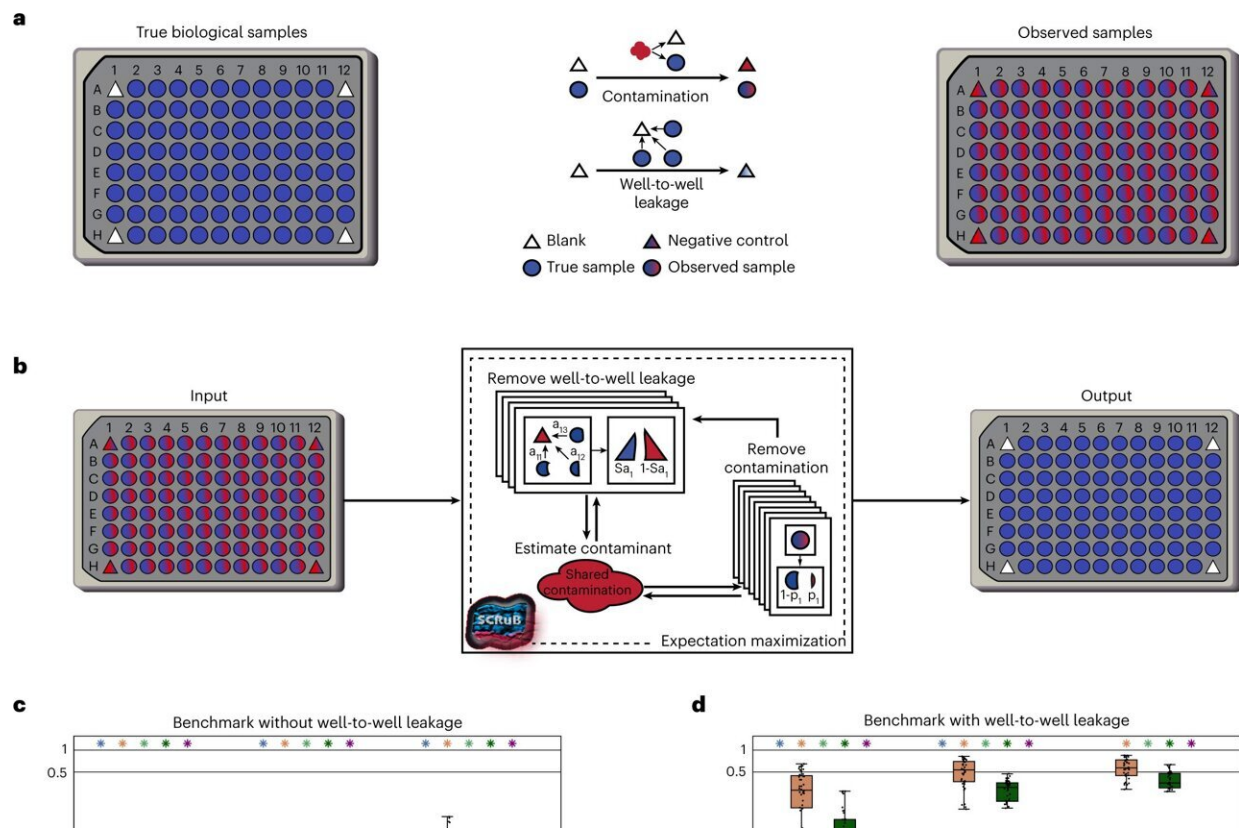 a
True biological samples
1 2 3 4 5 6 7 8 9 10 11 12
A
B
C
D
E
F
G
H
Contamination
Well-to-well
leakage
Blank
Negative control
True sample
Observed sample
Observed samples
1 2 3 4 5 6 7 8 9 10 11 12
A
B
C
D
E
F
G
H
b
Input
1 2 3 4 5 6 7 8 9 10 11 12
A
B
C
D
E
F
G
H
Remove well-to-well leakage
a13
a11
a12
Sa1 1-Sa1
Remove
contamination
1-p1 p1
Estimate contaminant
Shared
contamination
SCRuB
Expectation maximization
Output
1 2 3 4 5 6 7 8 9 10 11 12
A
B
C
D
E
F
G
H
c
Benchmark without well-to-well leakage
* * * * * * * * * * * * * * *
1
0.5
d
Benchmark with well-to-well leakage
* * * * * * * * * * * * * *
1
0.5